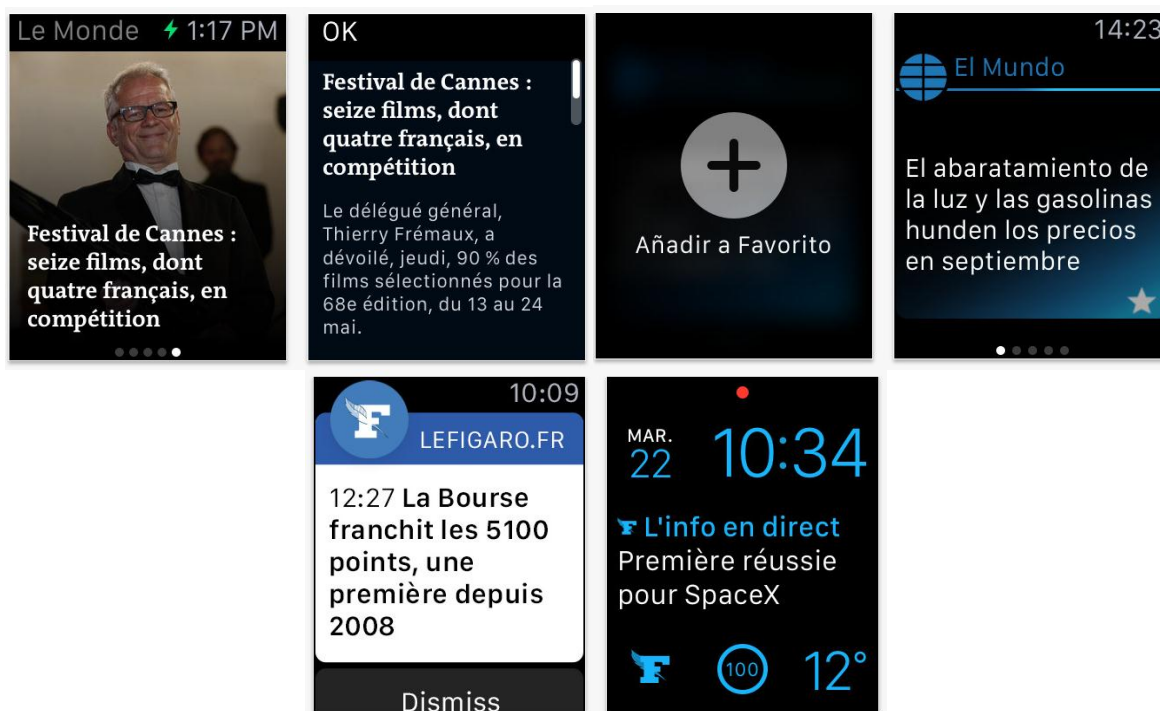 Le Monde 1:17 PM
Festival de Cannes :
seize films, dont
quatre français, en
compétition
OK
Festival de Cannes :
seize films, dont
quatre français, en
compétition
Le délégué général,
Thierry Frémaux, a
dévoilé, jeudi, 90 % des
films sélectionnés pour la
68e édition, du 13 au 24
mai.
Añadir a Favorito
14:23
El Mundo
El abaratamiento de
la luz y las gasolinas
hunden los precios
en septiembre
10:09
F
LEFIGARO.FR
12:27 La Bourse
franchit les 5100
points, une
première depuis
2008
Dismiss
MAR.
22 10:34
F L'info en direct
Première réussie
pour SpaceX
F 100 12°